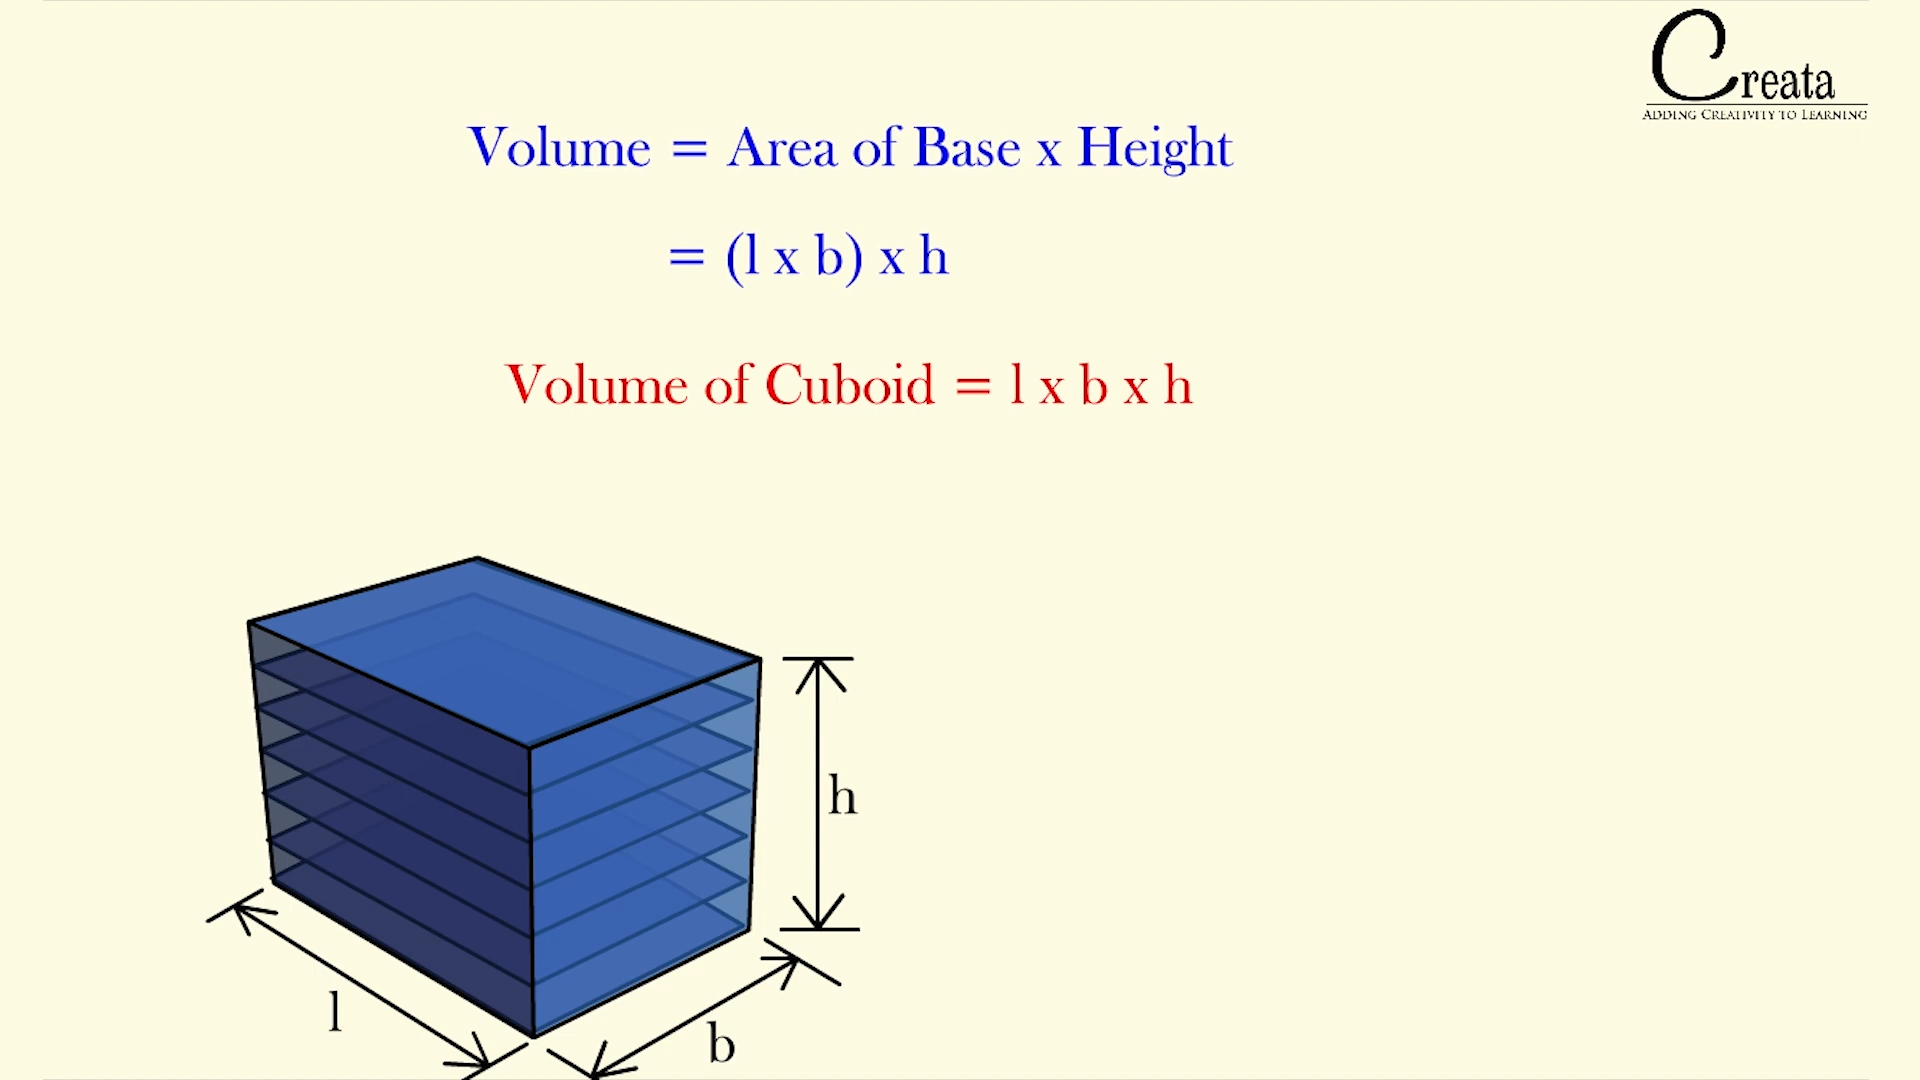 Creata
ADDING CREATIVITY TO LEARNING
Volume = Area of Base x Height
= (l x b) x h
Volume of Cuboid = l x b x h
h
l
b